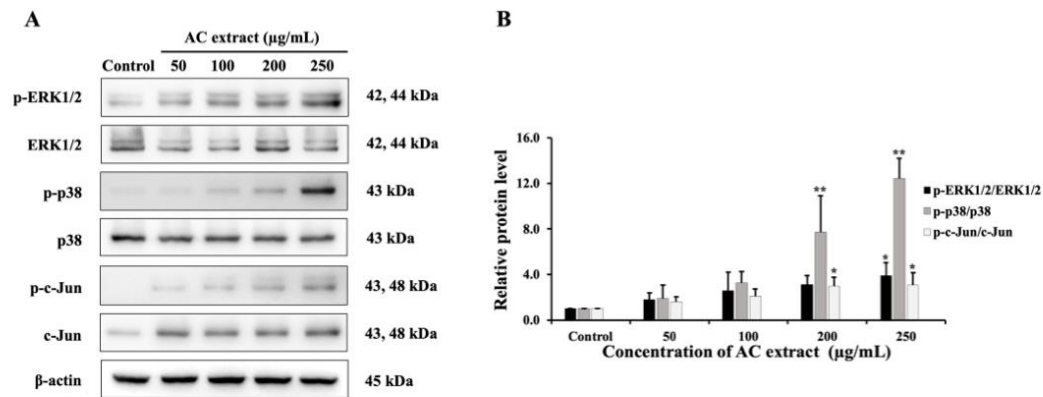 A
AC extract (µg/mL)
Control 50 100 200 250
p-ERK1/2 42, 44 kDa
ERK1/2 42, 44 kDa
p-p38 43 kDa
p38 43 kDa
p-c-Jun 43, 48 kDa
c-Jun 43, 48 kDa
β-actin 45 kDa
B
Relative protein level
16.0
12.0
8.0
4.0
0.0
** **
* * * *
p-ERK1/2/ERK1/2
p-p38/p38
p-c-Jun/c-Jun
Control 50 100 200 250
Concentration of AC extract (µg/mL)